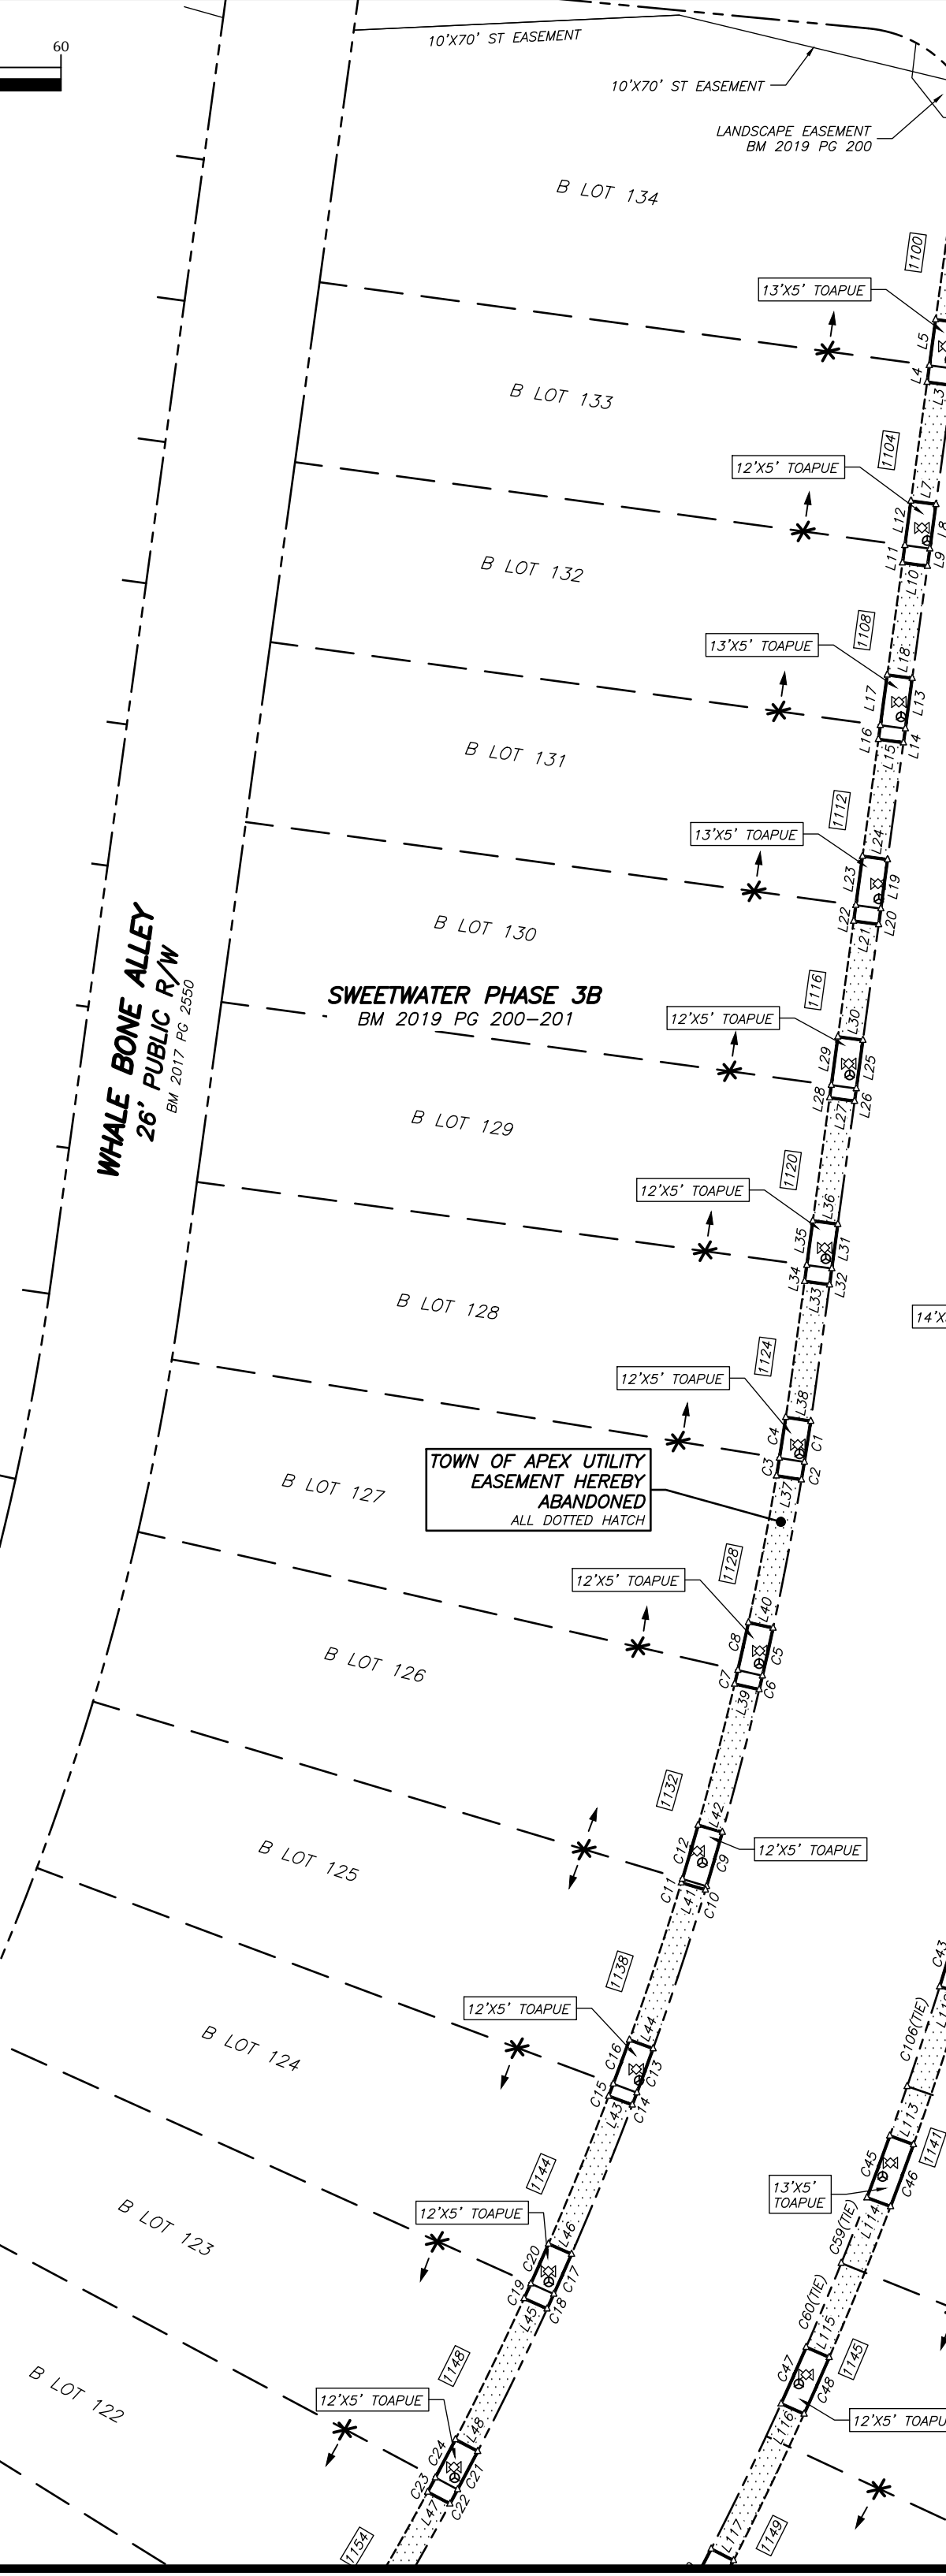 60
10'X70' ST EASEMENT
10'X70' ST EASEMENT
LANDSCAPE EASEMENT
BM 2019 PG 200
B LOT 134
1100
13'X5' TOAPUE
L5
L4
L3
B LOT 133
1104
12'X5' TOAPUE
L7
L12
L8
L11
L9
L10
B LOT 132
1108
13'X5' TOAPUE
L18
L17
L13
L16
L14
L15
B LOT 131
1112
13'X5' TOAPUE
L24
L23
L19
L22
L20
L21
B LOT 130
WHALE BONE ALLEY
26' PUBLIC R/W
BM 2017 PG 2550
SWEETWATER PHASE 3B
BM 2019 PG 200-201
1116
12'X5' TOAPUE
L30
L29
L25
L28
L26
L27
B LOT 129
1120
12'X5' TOAPUE
L36
L35
L31
L34
L32
L33
B LOT 128
14'X
1124
12'X5' TOAPUE
L38
C4
C1
C3
C2
L37
TOWN OF APEX UTILITY
EASEMENT HEREBY
ABANDONED
ALL DOTTED HATCH
B LOT 127
1128
12'X5' TOAPUE
L40
C8
C5
C7
C6
L39
B LOT 126
1132
L42
C12
C9
12'X5' TOAPUE
C11
C10
L41
B LOT 125
1138
12'X5' TOAPUE
L44
C16
C13
C15
C14
L43
C43
C106(TIE)
B LOT 124
L113
1141
C45
C46
13'X5'
TOAPUE
L114
C59(TIE)
1144
12'X5' TOAPUE
L46
C20
C17
C19
C18
L45
B LOT 123
C60(TIE)
L115
1145
C47
C48
12'X5' TOAPU
L116
1148
12'X5' TOAPUE
L48
C24
C21
C23
C22
L47
B LOT 122
1154
L117
1149